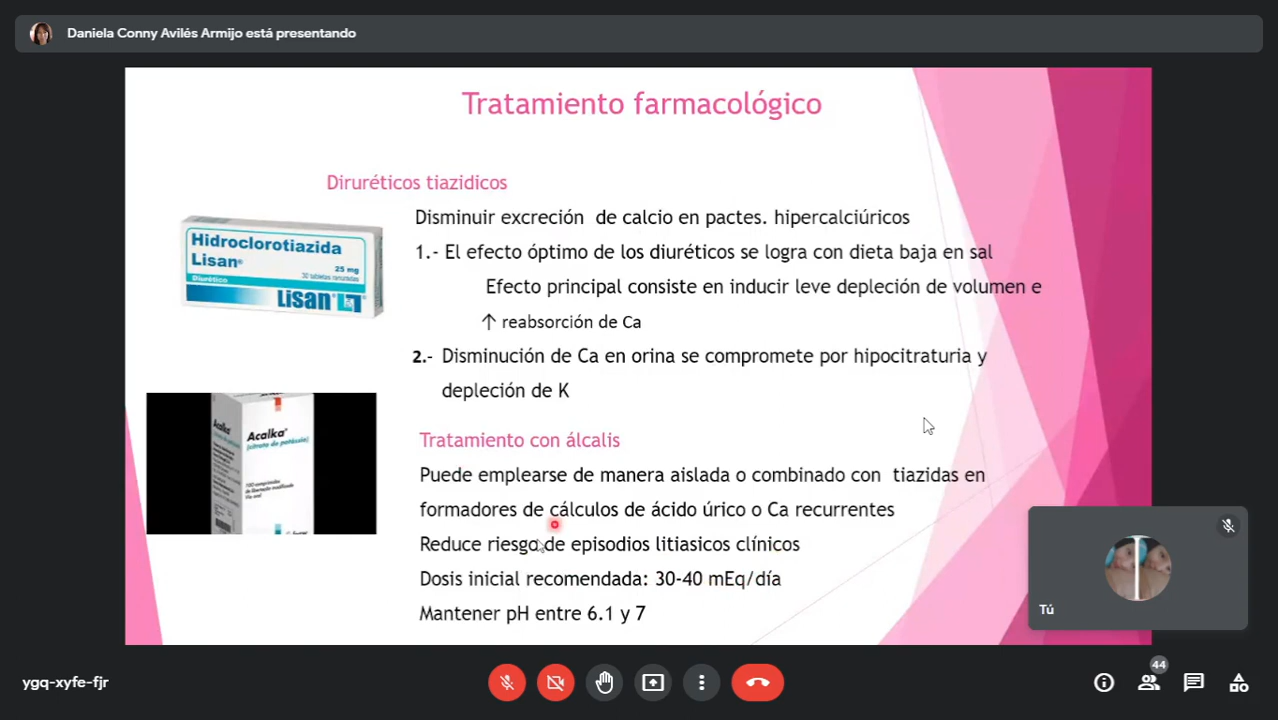 Daniela Conny Avilés Armijo está presentando
Tratamiento farmacológico
Diruréticos tiazidicos
Disminuir excreción de calcio en pactes. hipercalciúricos
1.- El efecto óptimo de los diuréticos se logra con dieta baja en sal
Efecto principal consiste en inducir leve depleción de volumen e
↑ reabsorción de Ca
2.- Disminución de Ca en orina se compromete por hipocitraturia y
depleción de K
Hidroclorotiazida
Lisan®
25 mg
Diurético
LISAN
Tratamiento con álcalis
Puede emplearse de manera aislada o combinado con tiazidas en
formadores de cálculos de ácido úrico o Ca recurrentes
Reduce riesgo de episodios litiasicos clínicos
Dosis inicial recomendada: 30-40 mEq/día
Mantener pH entre 6.1 y 7
Acalka®
(citrato de potasio)
Tú
ygq-xyfe-fjr
44